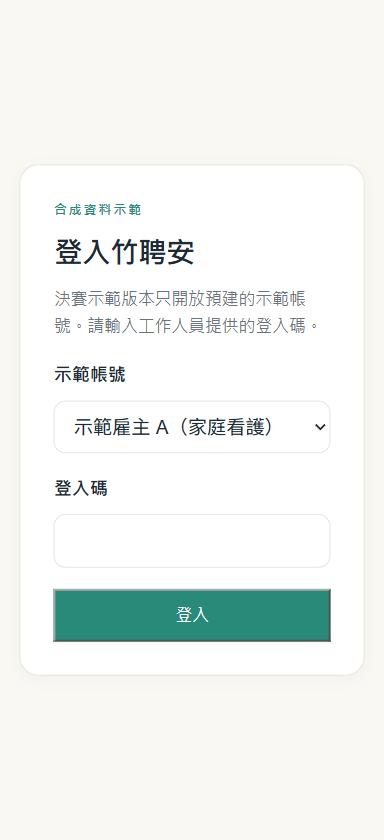 合成資料示範
登入竹聘安
決賽示範版本只開放預建的示範帳
號。請輸入工作人員提供的登入碼。
示範帳號
示範雇主 A（家庭看護）
登入碼
登入